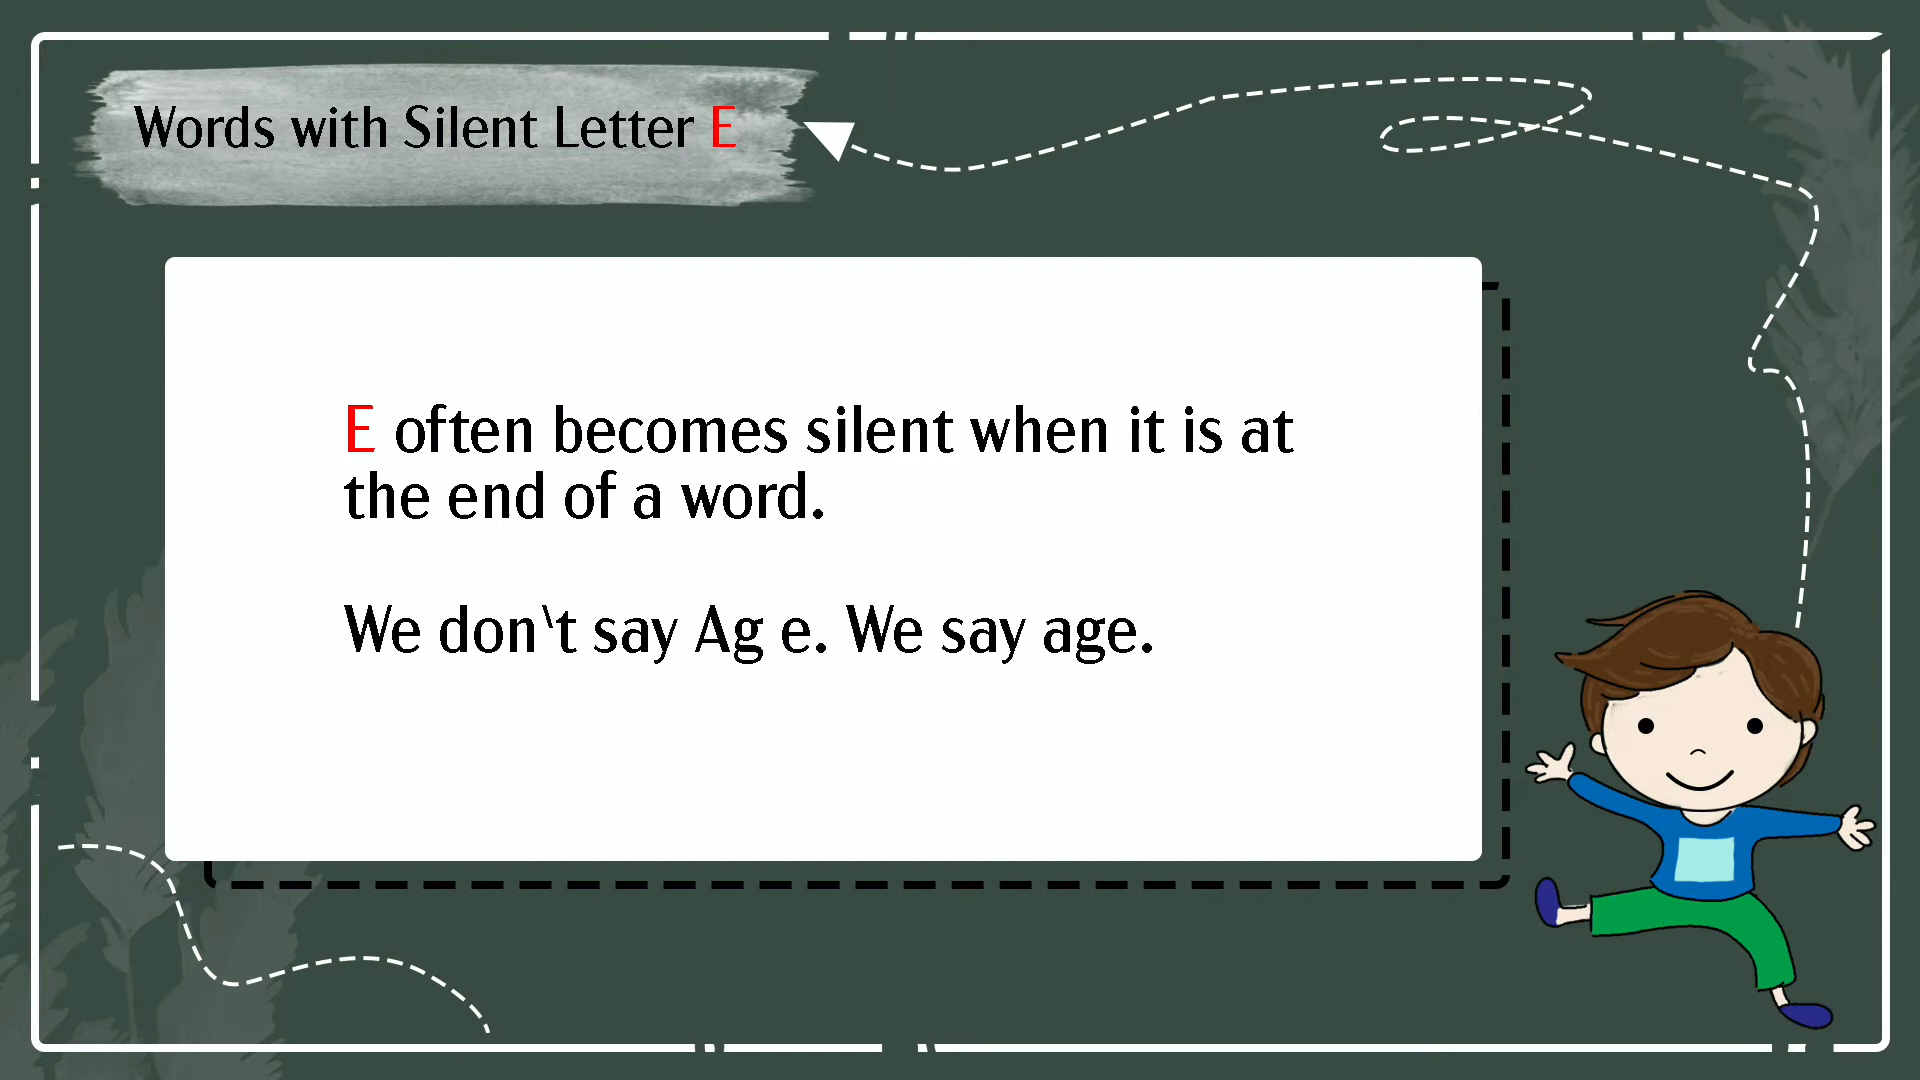 Words with Silent Letter E
E often becomes silent when it is at
the end of a word.
We don't say Ag e. We say age.